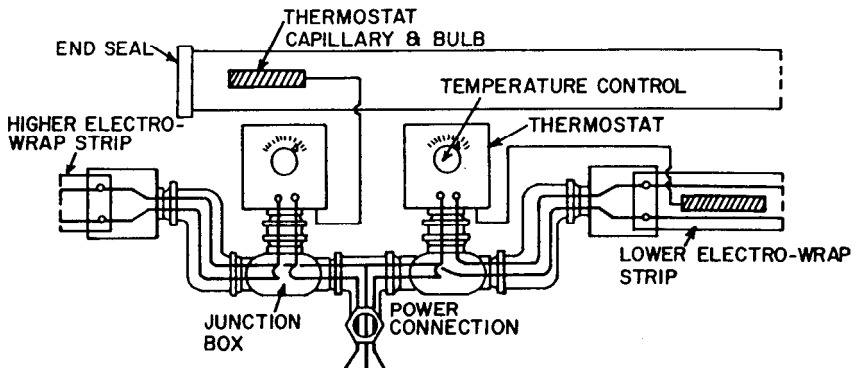 THERMOSTAT
CAPILLARY & BULB
END SEAL
TEMPERATURE CONTROL
HIGHER ELECTRO-
WRAP STRIP
THERMOSTAT
LOWER ELECTRO-WRAP
STRIP
JUNCTION
BOX
POWER
CONNECTION